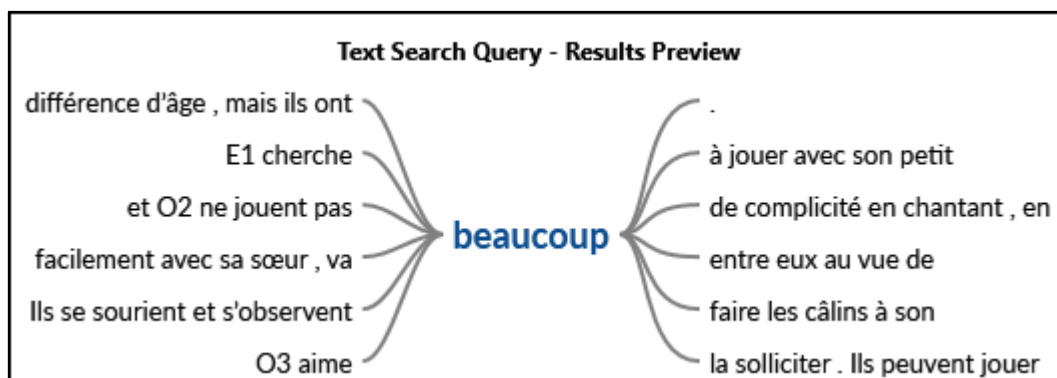 Text Search Query - Results Preview
différence d'âge , mais ils ont
E1 cherche
et O2 ne jouent pas
facilement avec sa sœur , va
Ils se sourient et s'observent
O3 aime
beaucoup
.
à jouer avec son petit
de complicité en chantant , en
entre eux au vue de
faire les câlins à son
la solliciter . Ils peuvent jouer